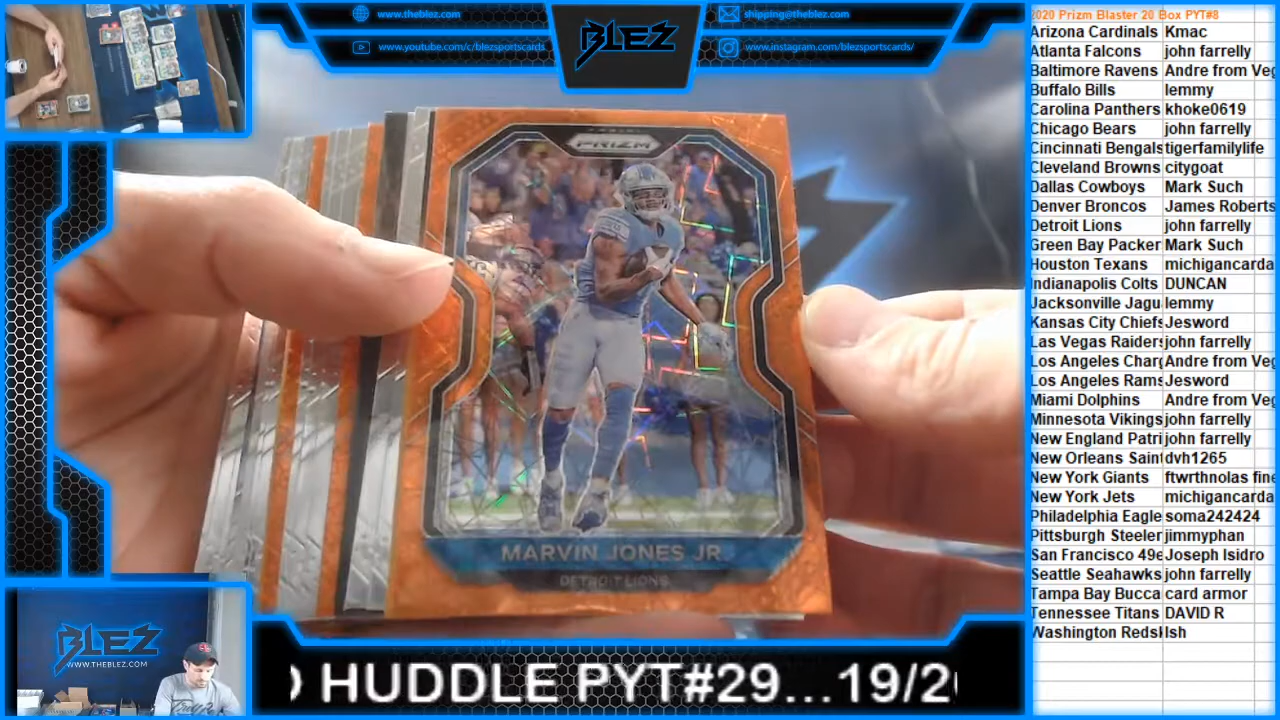 www.theblez.com
www.youtube.com/c/blezsportscards
BLEZ
shipping@theblez.com
www.instagram.com/blezsportscards/
PRIZM
MARVIN JONES JR.
DETROIT LIONS
BLEZ
WWW.THEBLEZ.COM
HUDDLE PYT#29...19/2
2020 Prizm Blaster 20 Box PYT#8
Arizona Cardinals Kmac
Atlanta Falcons john farrelly
Baltimore Ravens Andre from Veg
Buffalo Bills lemmy
Carolina Panthers khoke0619
Chicago Bears john farrelly
Cincinnati Bengals tigerfamilylife
Cleveland Browns citygoat
Dallas Cowboys Mark Such
Denver Broncos James Roberts
Detroit Lions john farrelly
Green Bay Packer Mark Such
Houston Texans michigancarda
Indianapolis Colts DUNCAN
Jacksonville Jagu lemmy
Kansas City Chiefs Jesword
Las Vegas Raiders john farrelly
Los Angeles Charg Andre from Veg
Los Angeles Rams Jesword
Miami Dolphins Andre from Veg
Minnesota Vikings john farrelly
New England Patri john farrelly
New Orleans Saint dvh1265
New York Giants ftwrthnolas fine
New York Jets michigancarda
Philadelphia Eagle soma242424
Pittsburgh Steeler jimmyphan
San Francisco 49e Joseph Isidro
Seattle Seahawks john farrelly
Tampa Bay Bucca card armor
Tennessee Titans DAVID R
Washington Redsk Ish